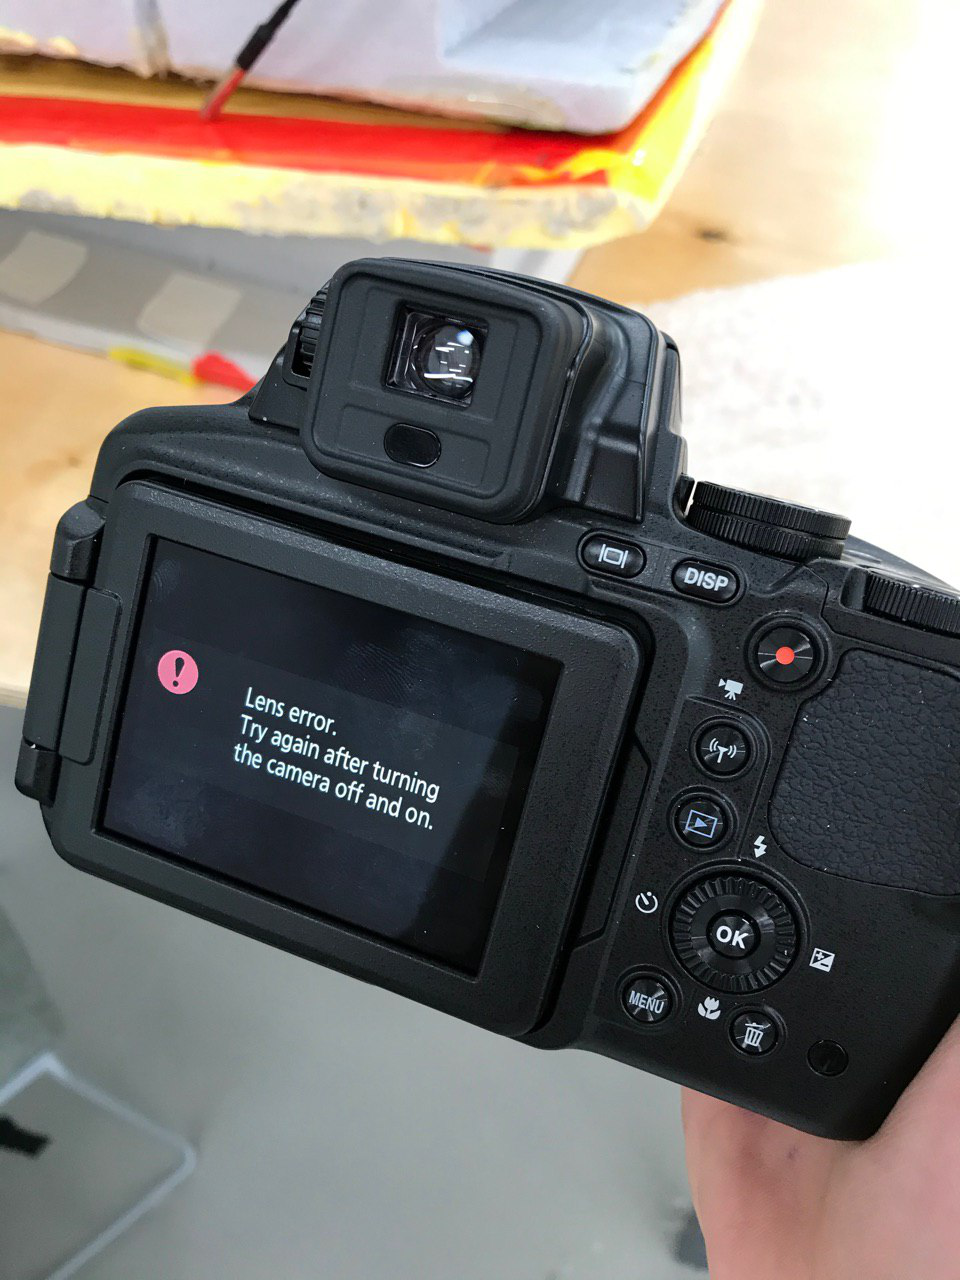 DISP
!
Lens error.
Try again after turning
the camera off and on.
OK
MENU